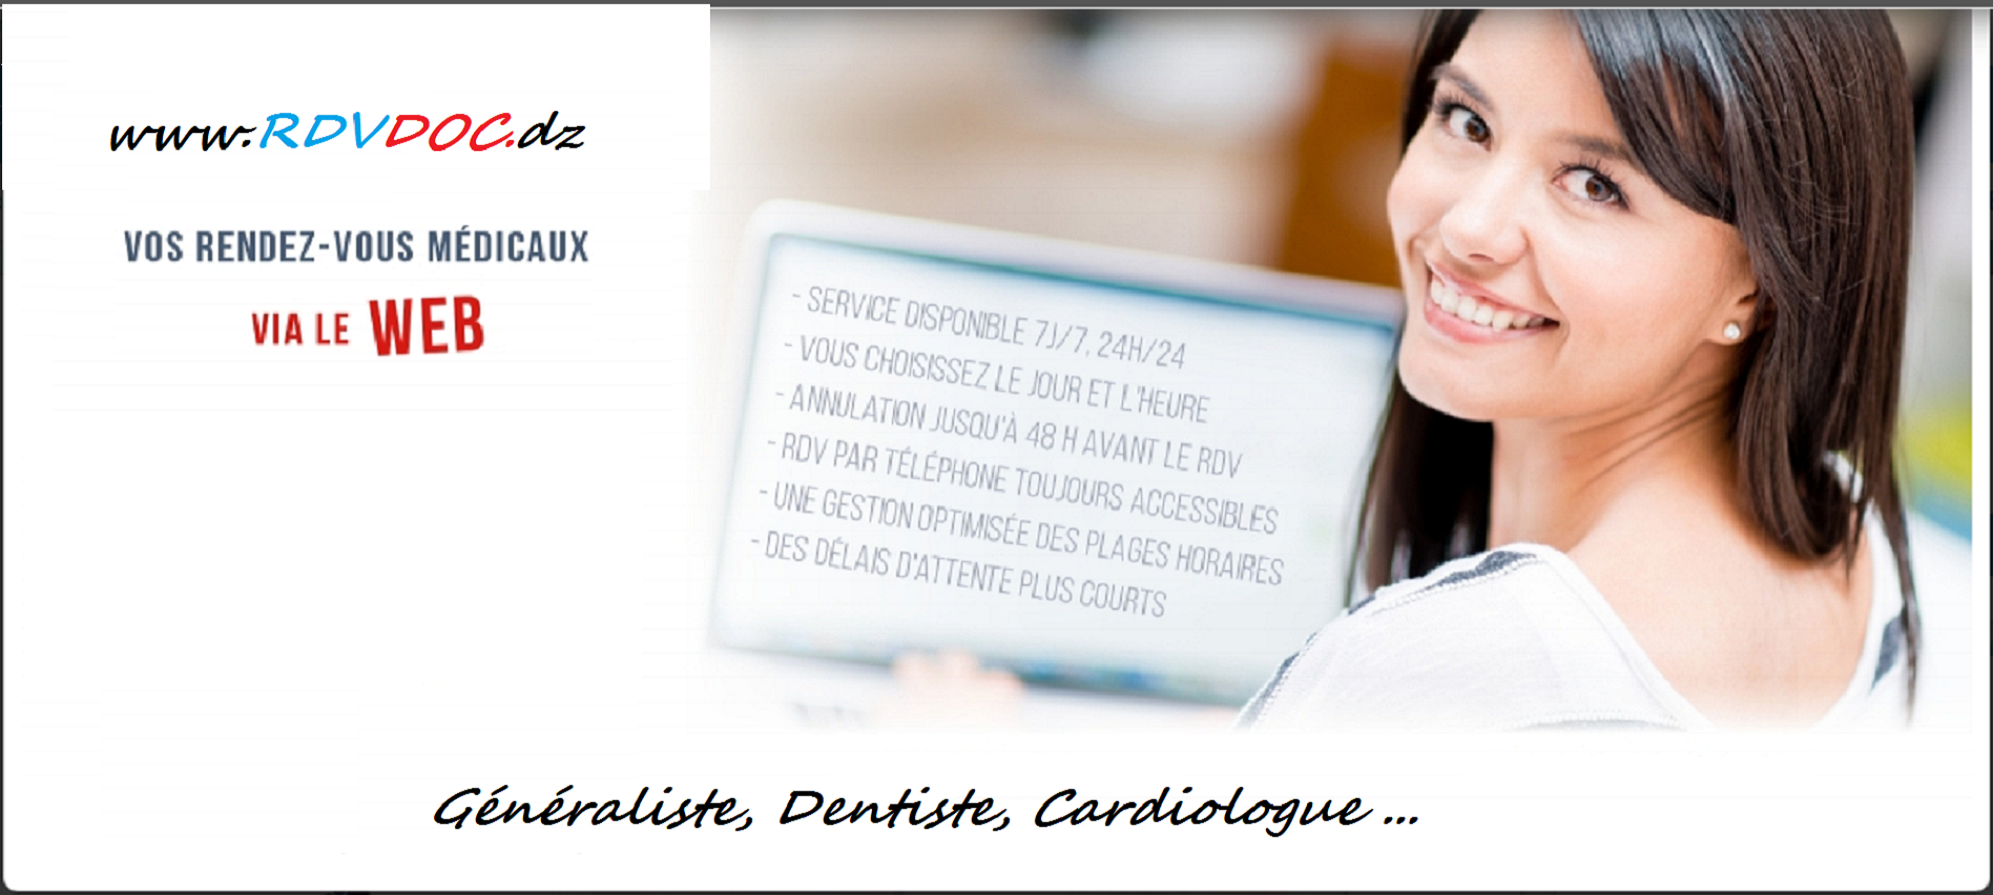 www.RDVDOC.dz
VOS RENDEZ-VOUS MÉDICAUX
VIA LE WEB
- SERVICE DISPONIBLE 7J/7, 24H/24
- VOUS CHOISISSEZ LE JOUR ET L'HEURE
- ANNULATION JUSQU'À 48 H AVANT LE RDV
- RDV PAR TÉLÉPHONE TOUJOURS ACCESSIBLES
- UNE GESTION OPTIMISÉE DES PLAGES HORAIRES
- DES DÉLAIS D'ATTENTE PLUS COURTS
Généraliste, Dentiste, Cardiologue ...